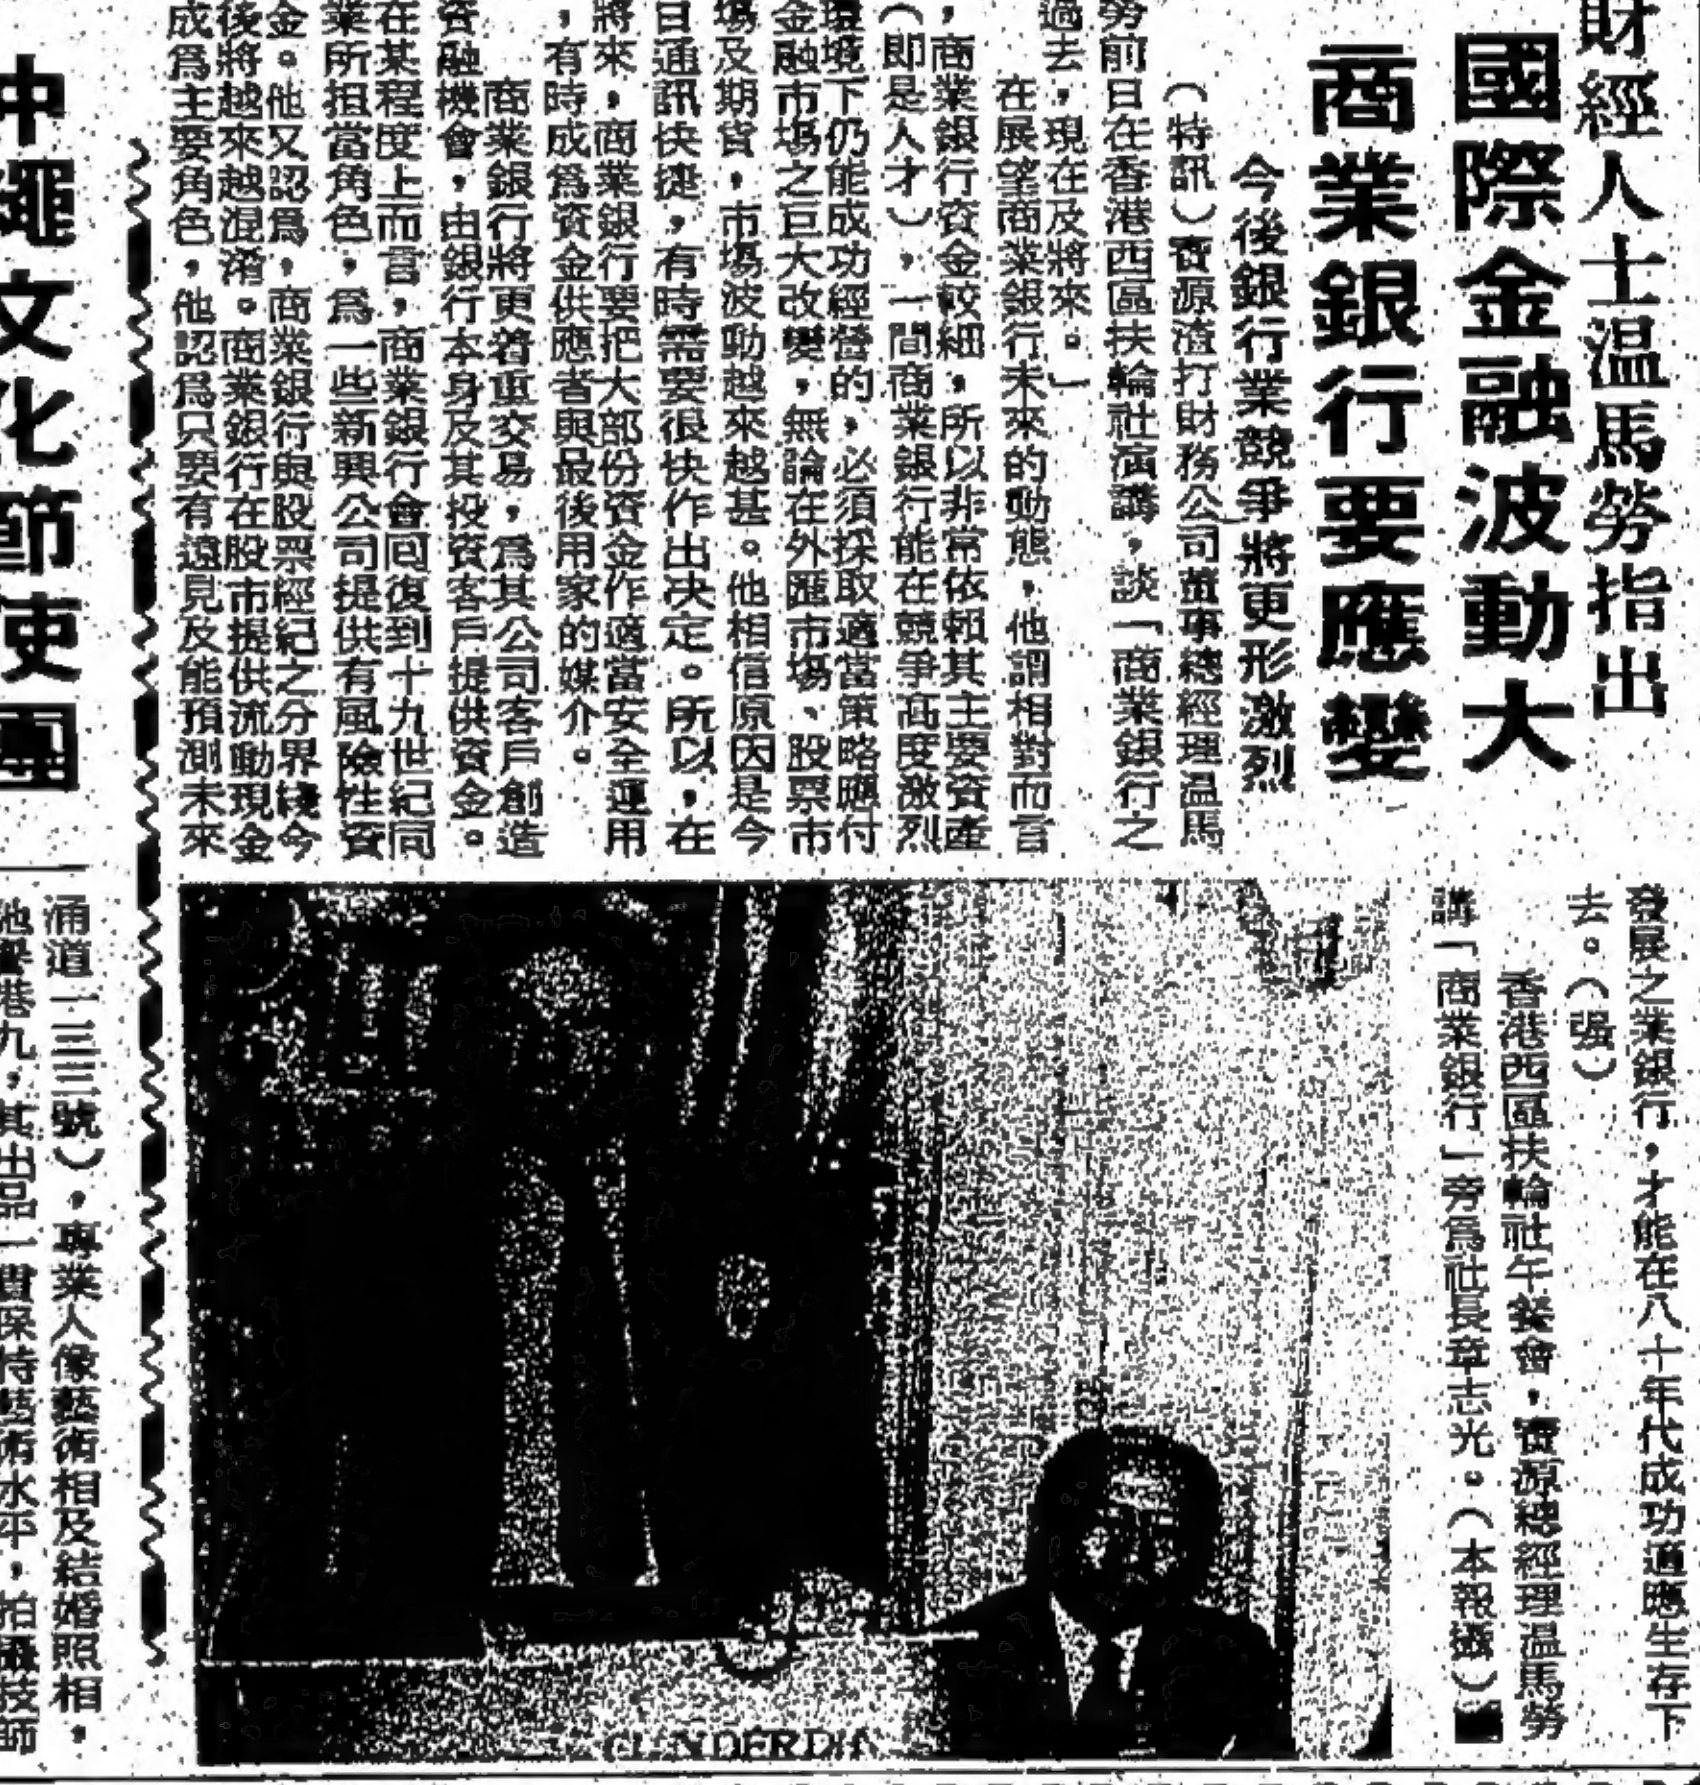 財經人士溫馬勞指出
國際金融波動大
商業銀行要應變
今後銀行業競爭將更形激烈
（特訊）寶源渣打財務公司董事總經理溫馬
勞前日在香港西區扶輪社演講，談「商業銀行之
過去，現在及將來。」
在展望商業銀行未來的動態，他謂相對而言
，商業銀行資金較細，所以非常依賴其主要資產
（即是人才），一間商業銀行能在競爭高度激烈
環境下仍能成功經營的，必須採取適當策略應付
金融市場之巨大改變，無論在外匯市場、股票市
場及期貨，市場波動越來越甚。他相信原因是今
日通訊快捷，有時需要很快作出決定。所以，在
將來，商業銀行要把大部份資金作適當安全運用
，有時成為資金供應者與最後用家的媒介。
商業銀行將更着重交易，為其公司客戶創造
資融機會，由銀行本身及其投資客戶提供資金。
在某程度上而言，商業銀行會回復到十九世紀同
業所担當角色，為一些新興公司提供有風險性資
金。他又認為，商業銀行與股票經紀之分界綫今
後將越來越混淆。商業銀行在股市提供流動現金
成為主要角色，他認為只要有遠見及能預測未來
發展之業銀行，才能在八十年代成功適應生存下
去。（强）
香港西區扶輪社午餐會，寶源總經理溫馬勞
講「商業銀行」旁為社長章志光。（本報攝）
沖繩文化節使團
涌道一三三號），專業人像藝術相及結婚照相，
馳譽港九，其出品一貫保持藝術水平，拍攝技師